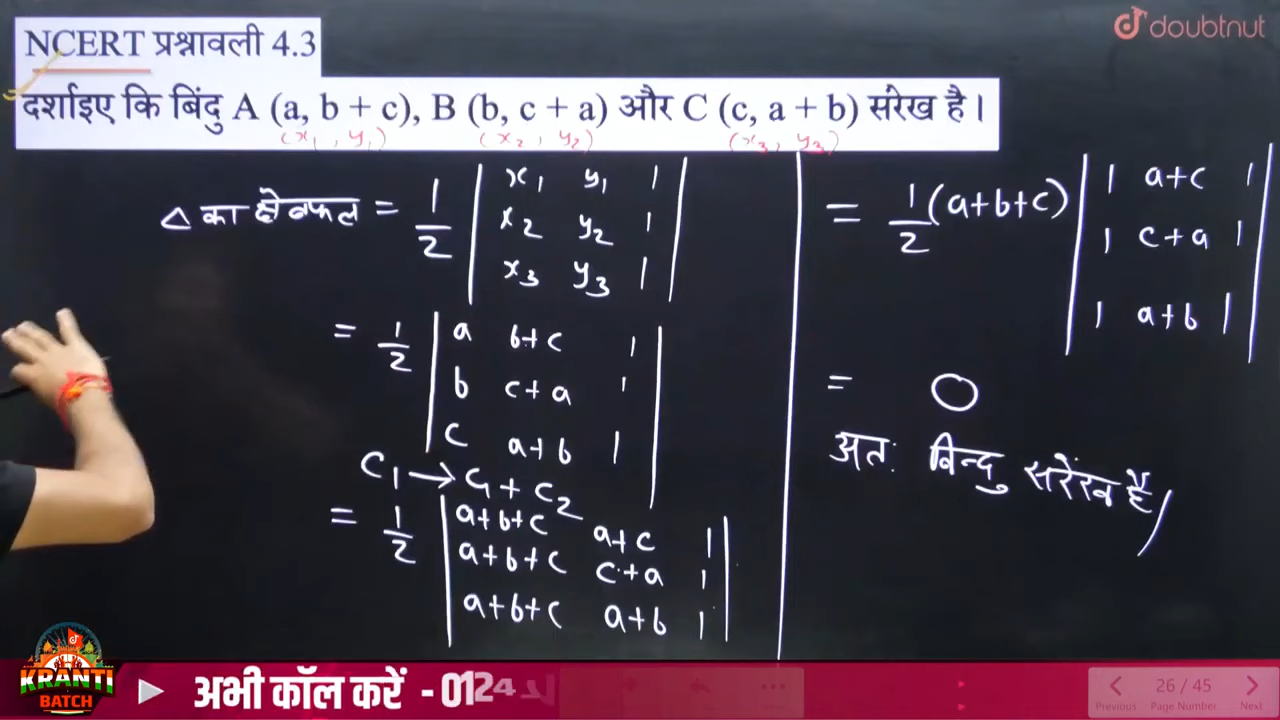 NCERT प्रश्नावली 4.3
doubtnut
दर्शाइए कि बिंदु A (a, b + c), B (b, c + a) और C (c, a + b) संरेख है।
(x₁, y₁) (x₂, y₂) (x₃, y₃)
Δ का क्षेत्रफल = 1/2 | x₁ y₁ 1 |
| x₂ y₂ 1 |
| x₃ y₃ 1 |
= 1/2 | a b+c 1 |
| b c+a 1 |
| c a+b 1 |
C₁ → C₁ + C₂
= 1/2 | a+b+c a+c 1 |
| a+b+c c+a 1 |
| a+b+c a+b 1 |
= 1/2 (a+b+c) | 1 a+c 1 |
| 1 c+a 1 |
| 1 a+b 1 |
= 0
अतः बिन्दु सरेंख हैं
KRANTI
BATCH
अभी कॉल करें - 0124
26 / 45
Previous Page Number Next